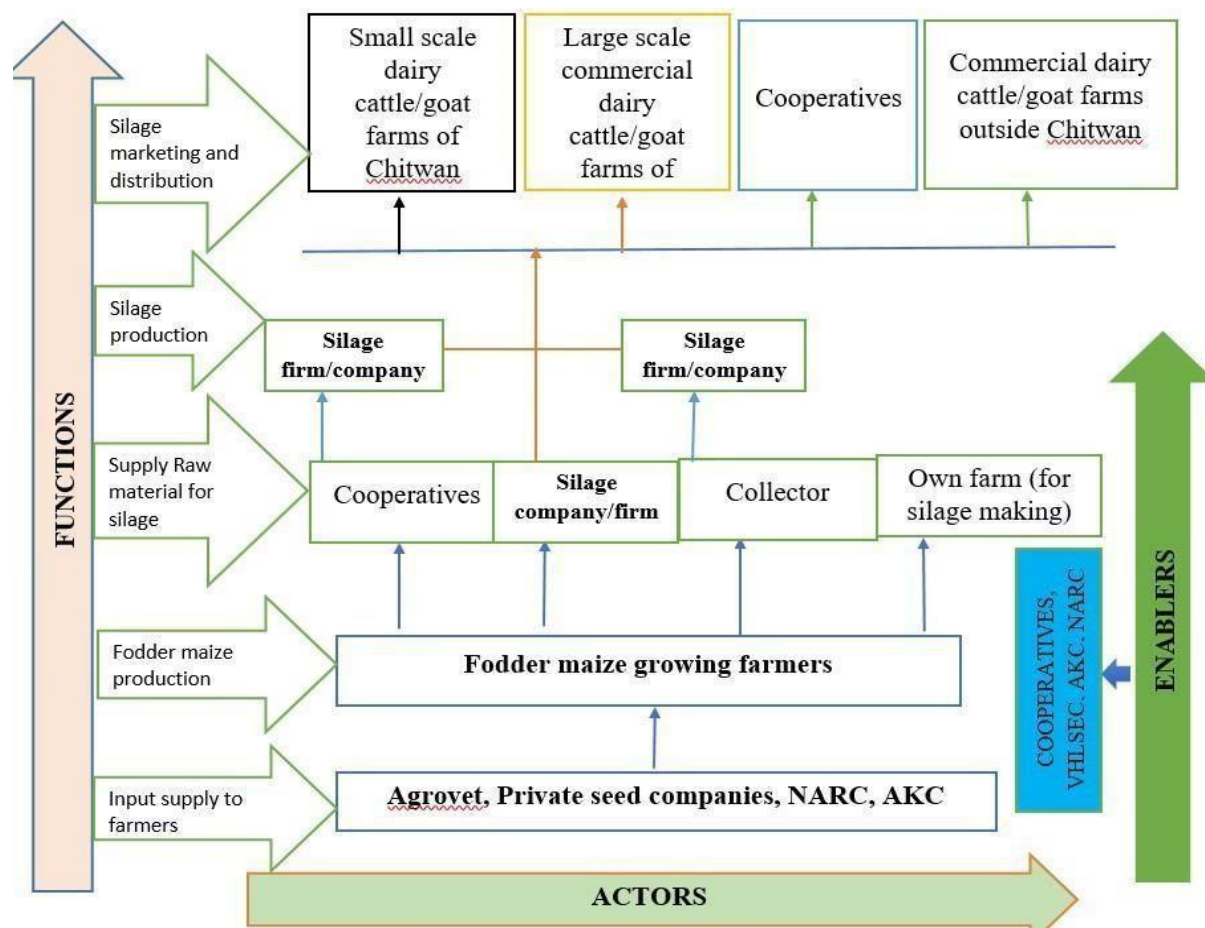 Small scale
dairy
cattle/goat
farms of
Chitwan
Large scale
commercial
dairy
cattle/goat
farms of
Cooperatives
Commercial dairy
cattle/goat farms
outside Chitwan
Silage
marketing and
distribution
Silage
production
Silage
firm/company
Silage
firm/company
FUNCTIONS
Supply Raw
material for
silage
Cooperatives
Silage
company/firm
Collector
Own farm (for
silage making)
Fodder maize
production
Fodder maize growing farmers
COOPERATIVES,
VHLSEC. AKC. NARC
ENABLERS
Input supply to
farmers
Agrovet, Private seed companies, NARC, AKC
ACTORS